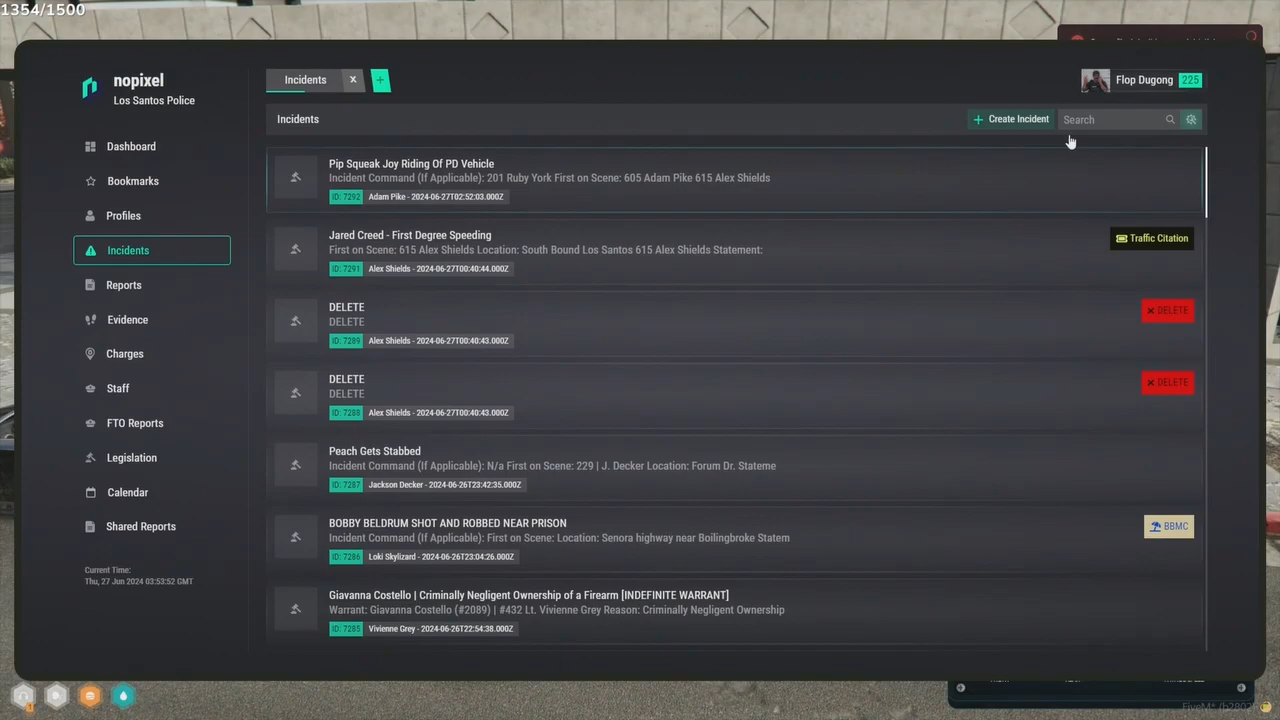 1354/1500
nopixel
Los Santos Police
Dashboard
Bookmarks
Profiles
Incidents
Reports
Evidence
Charges
Staff
FTO Reports
Legislation
Calendar
Shared Reports
Current Time:
Thu, 27 Jun 2024 03:53:52 GMT
Incidents x +
Flop Dugong 225
Incidents
+ Create Incident
Search
Pip Squeak Joy Riding Of PD Vehicle
Incident Command (If Applicable): 201 Ruby York First on Scene: 605 Adam Pike 615 Alex Shields
ID: 7292 Adam Pike - 2024-06-27T02:52:03.000Z
Jared Creed - First Degree Speeding
First on Scene: 615 Alex Shields Location: South Bound Los Santos 615 Alex Shields Statement:
ID: 7291 Alex Shields - 2024-06-27T00:40:44.000Z
Traffic Citation
DELETE
DELETE
ID: 7289 Alex Shields - 2024-06-27T00:40:43.000Z
× DELETE
DELETE
DELETE
ID: 7288 Alex Shields - 2024-06-27T00:40:43.000Z
× DELETE
Peach Gets Stabbed
Incident Command (If Applicable): N/a First on Scene: 229 | J. Decker Location: Forum Dr. Stateme
ID: 7287 Jackson Decker - 2024-06-26T23:42:35.000Z
BOBBY BELDRUM SHOT AND ROBBED NEAR PRISON
Incident Command (If Applicable): First on Scene: Location: Senora highway near Boilingbroke Statem
ID: 7286 Loki Skylizard - 2024-06-26T23:04:26.000Z
BBMC
Giavanna Costello | Criminally Negligent Ownership of a Firearm [INDEFINITE WARRANT]
Warrant: Giavanna Costello (#2089) | #432 Lt. Vivienne Grey Reason: Criminally Negligent Ownership
ID: 7285 Vivienne Grey - 2024-06-26T22:54:38.000Z